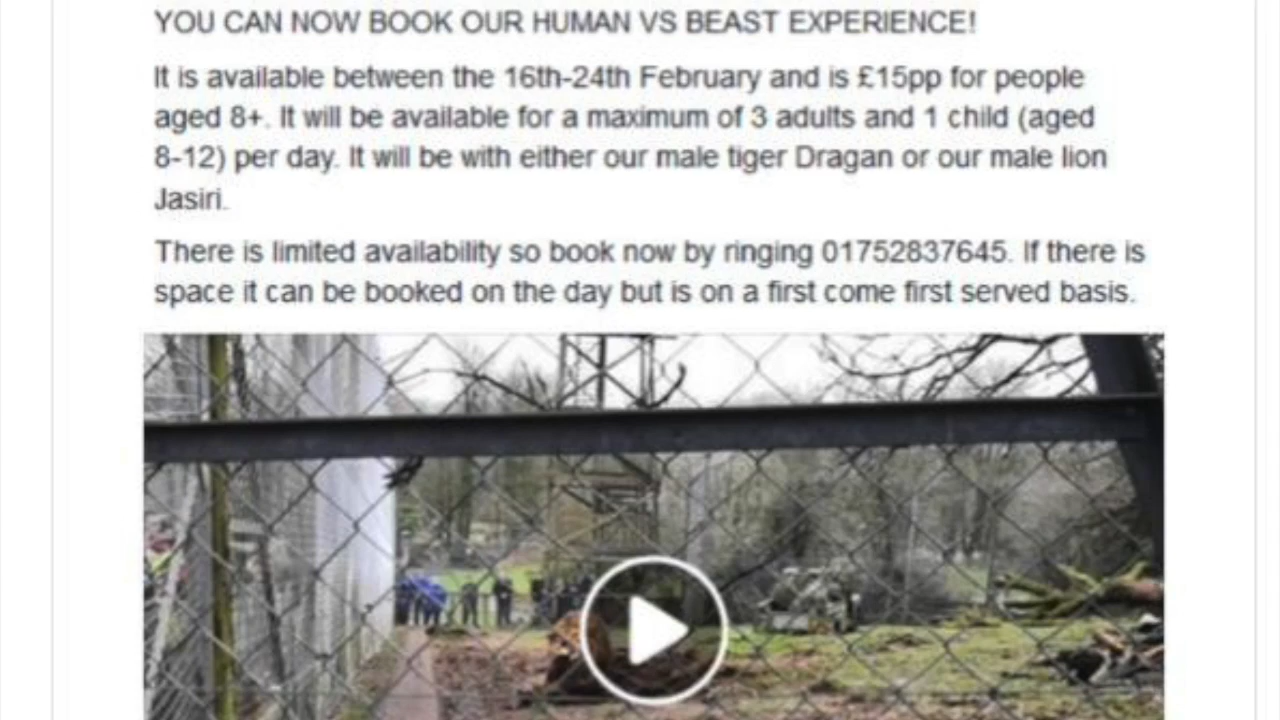 YOU CAN NOW BOOK OUR HUMAN VS BEAST EXPERIENCE!
It is available between the 16th-24th February and is £15pp for people
aged 8+. It will be available for a maximum of 3 adults and 1 child (aged
8-12) per day. It will be with either our male tiger Dragan or our male lion
Jasiri.
There is limited availability so book now by ringing 01752837645. If there is
space it can be booked on the day but is on a first come first served basis.